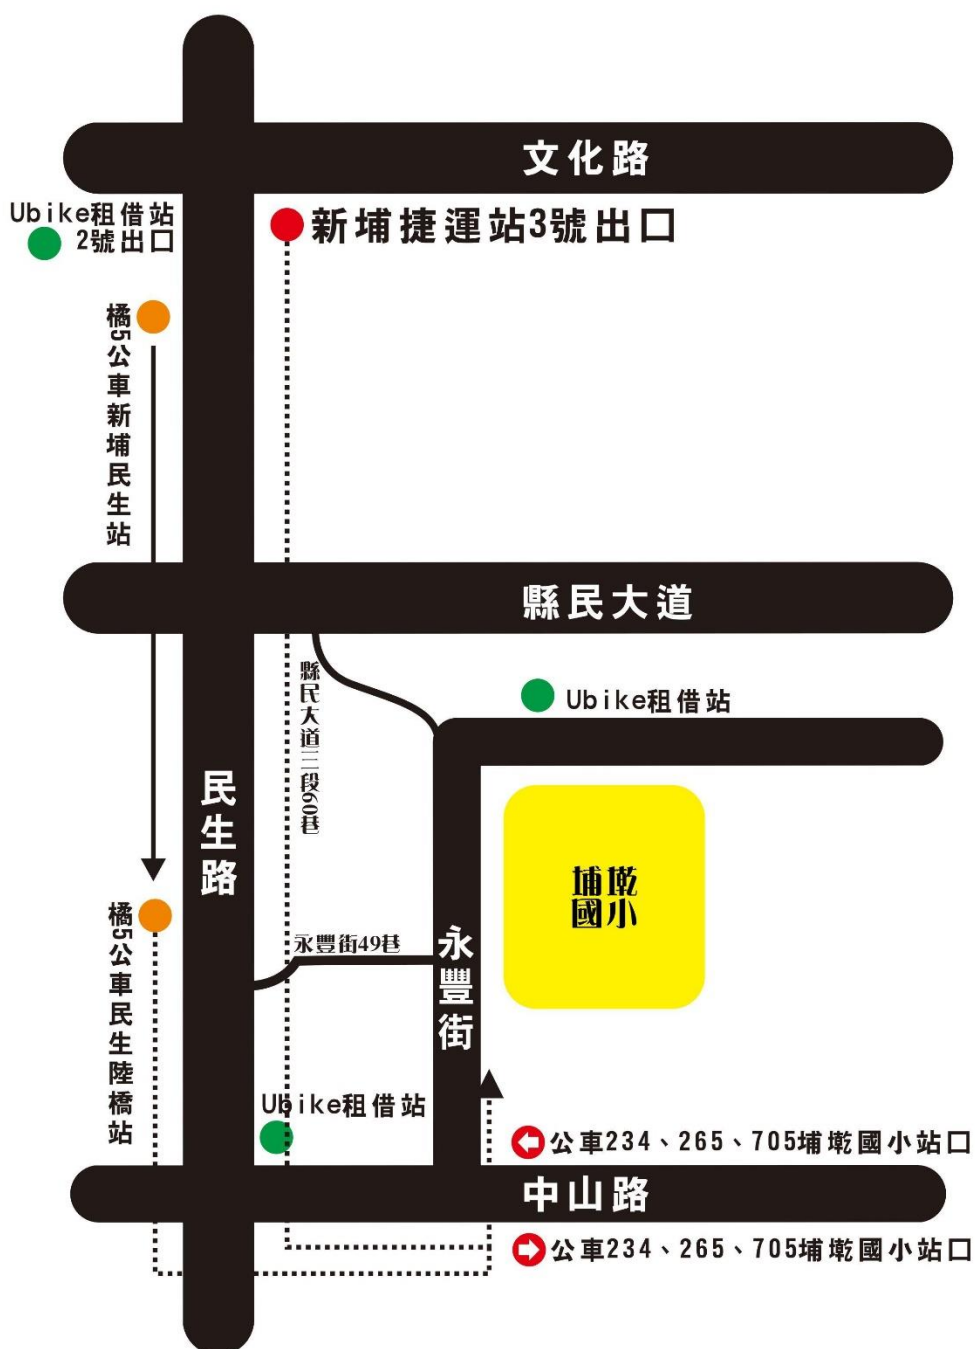 文化路
Ubike租借站
2號出口
新埔捷運站3號出口
橘5公車新埔民生站
縣民大道
縣民大道三段60巷
Ubike租借站
民生路
埔墘
國小
橘5公車民生陸橋站
永豐街49巷
永豐街
Ubike租借站
公車234、265、705埔墘國小站口
中山路
公車234、265、705埔墘國小站口